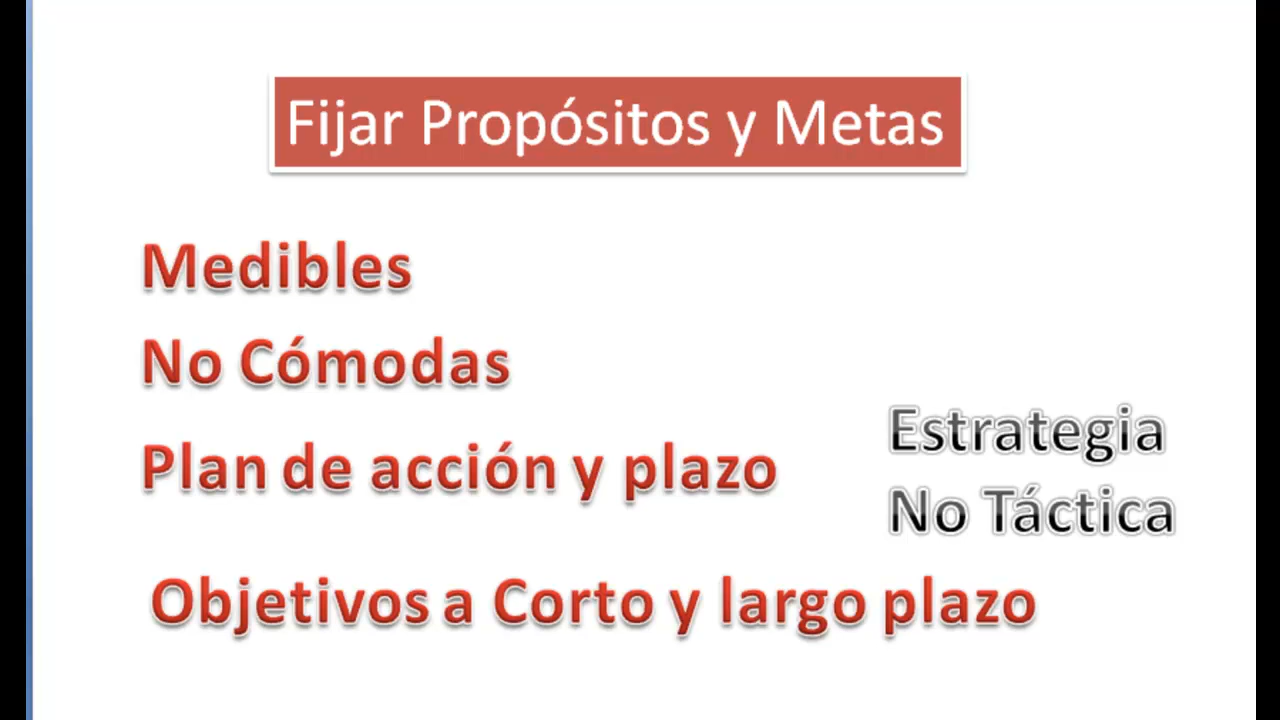 Fijar Propósitos y Metas
Medibles
No Cómodas
Plan de acción y plazo
Estrategia
No Táctica
Objetivos a Corto y largo plazo